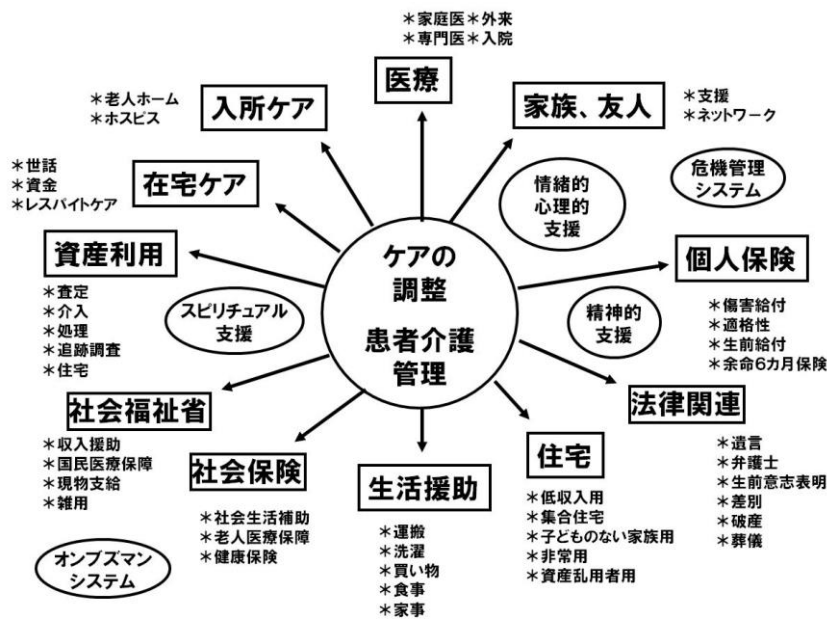 ＊家庭医＊外来
＊専門医＊入院
医療
＊老人ホーム
＊ホスピス
入所ケア
家族、友人
＊支援
＊ネットワーク
＊世話
＊資金
＊レスパイトケア
在宅ケア
情緒的
心理的
支援
危機管理
システム
資産利用
＊査定
＊介入
＊処理
＊追跡調査
＊住宅
スピリチュアル
支援
ケアの
調整
患者介護
管理
精神的
支援
個人保険
＊傷害給付
＊適格性
＊生前給付
＊余命6カ月保険
社会福祉省
＊収入援助
＊国民医療保障
＊現物支給
＊雑用
社会保険
＊社会生活補助
＊老人医療保障
＊健康保険
生活援助
＊運搬
＊洗濯
＊買い物
＊食事
＊家事
住宅
＊低収入用
＊集合住宅
＊子どものない家族用
＊非常用
＊資産乱用者用
法律関連
＊遺言
＊弁護士
＊生前意志表明
＊差別
＊破産
＊葬儀
オンブズマン
システム